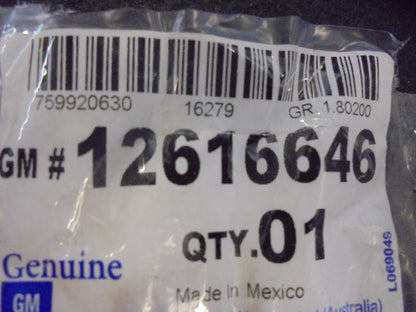 759920630 16279 GR. 1.80200
GM # 12616646
QTY.01
L069049
Genuine
GM
Made In Mexico
(Australia)